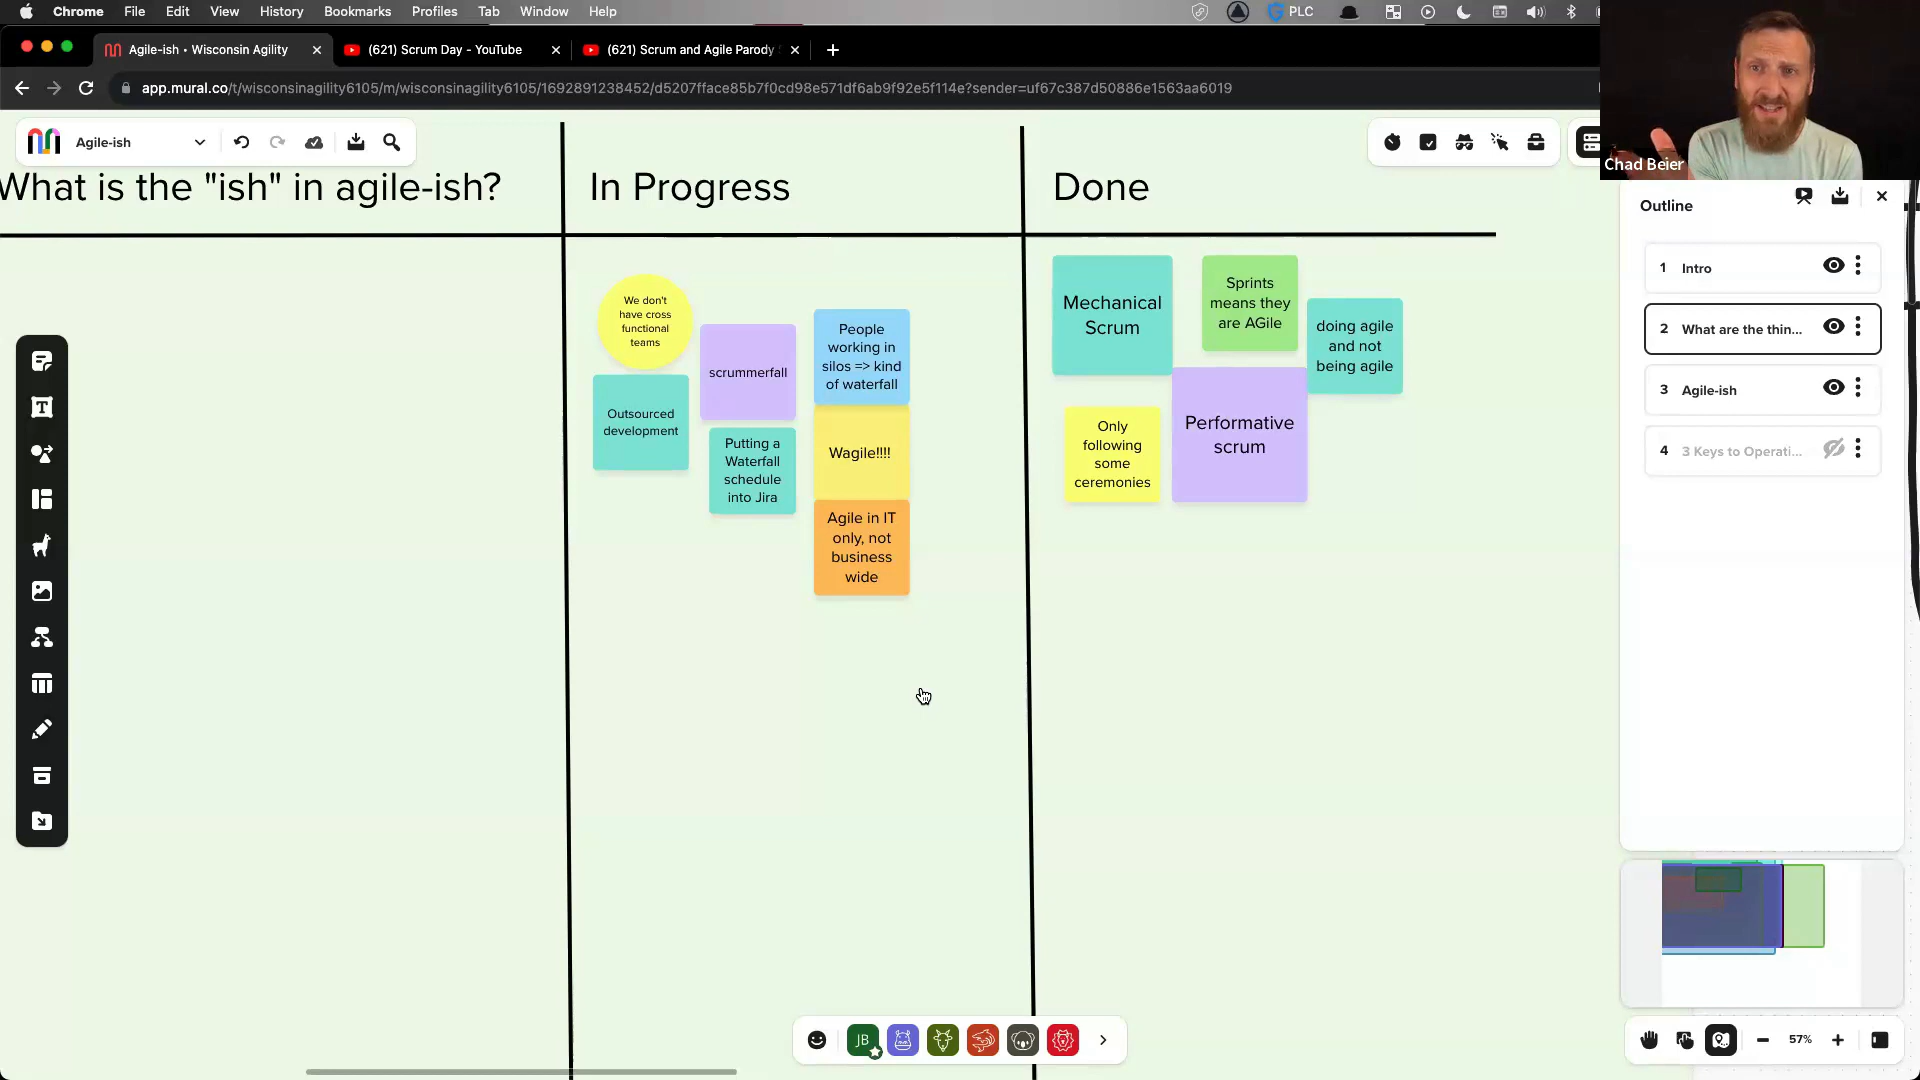 Chrome File Edit View History Bookmarks Profiles Tab Window Help
PLC
Agile-ish • Wisconsin Agility
(621) Scrum Day - YouTube
(621) Scrum and Agile Parody
app.mural.co/t/wisconsinagility6105/m/wisconsinagility6105/1692891238452/d5207fface85b7f0cd98e571df6ab9f92e5f114e?sender=uf67c387d50886e1563aa6019
Chad Beier
Agile-ish
What is the "ish" in agile-ish?
In Progress
Done
We don't
have cross
functional
teams
scrummerfall
People
working in
silos => kind
of waterfall
Outsourced
development
Putting a
Waterfall
schedule
into Jira
Wagile!!!!
Agile in IT
only, not
business
wide
Mechanical
Scrum
Sprints
means they
are AGile
doing agile
and not
being agile
Only
following
some
ceremonies
Performative
scrum
Outline
1 Intro
2 What are the thin...
3 Agile-ish
4 3 Keys to Operati...
JB
57%